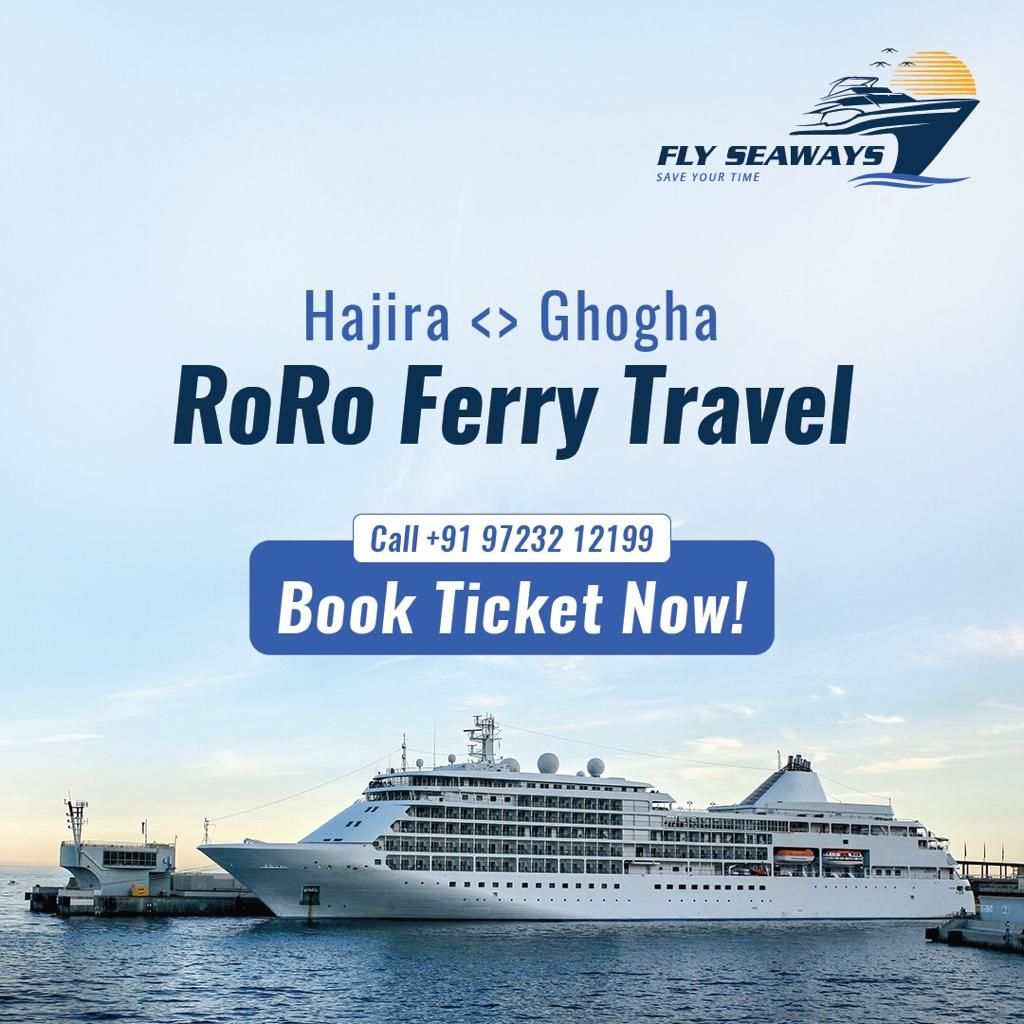 FLY SEAWAYS
SAVE YOUR TIME
Hajira <> Ghogha
RoRo Ferry Travel
Call +91 97232 12199
Book Ticket Now!